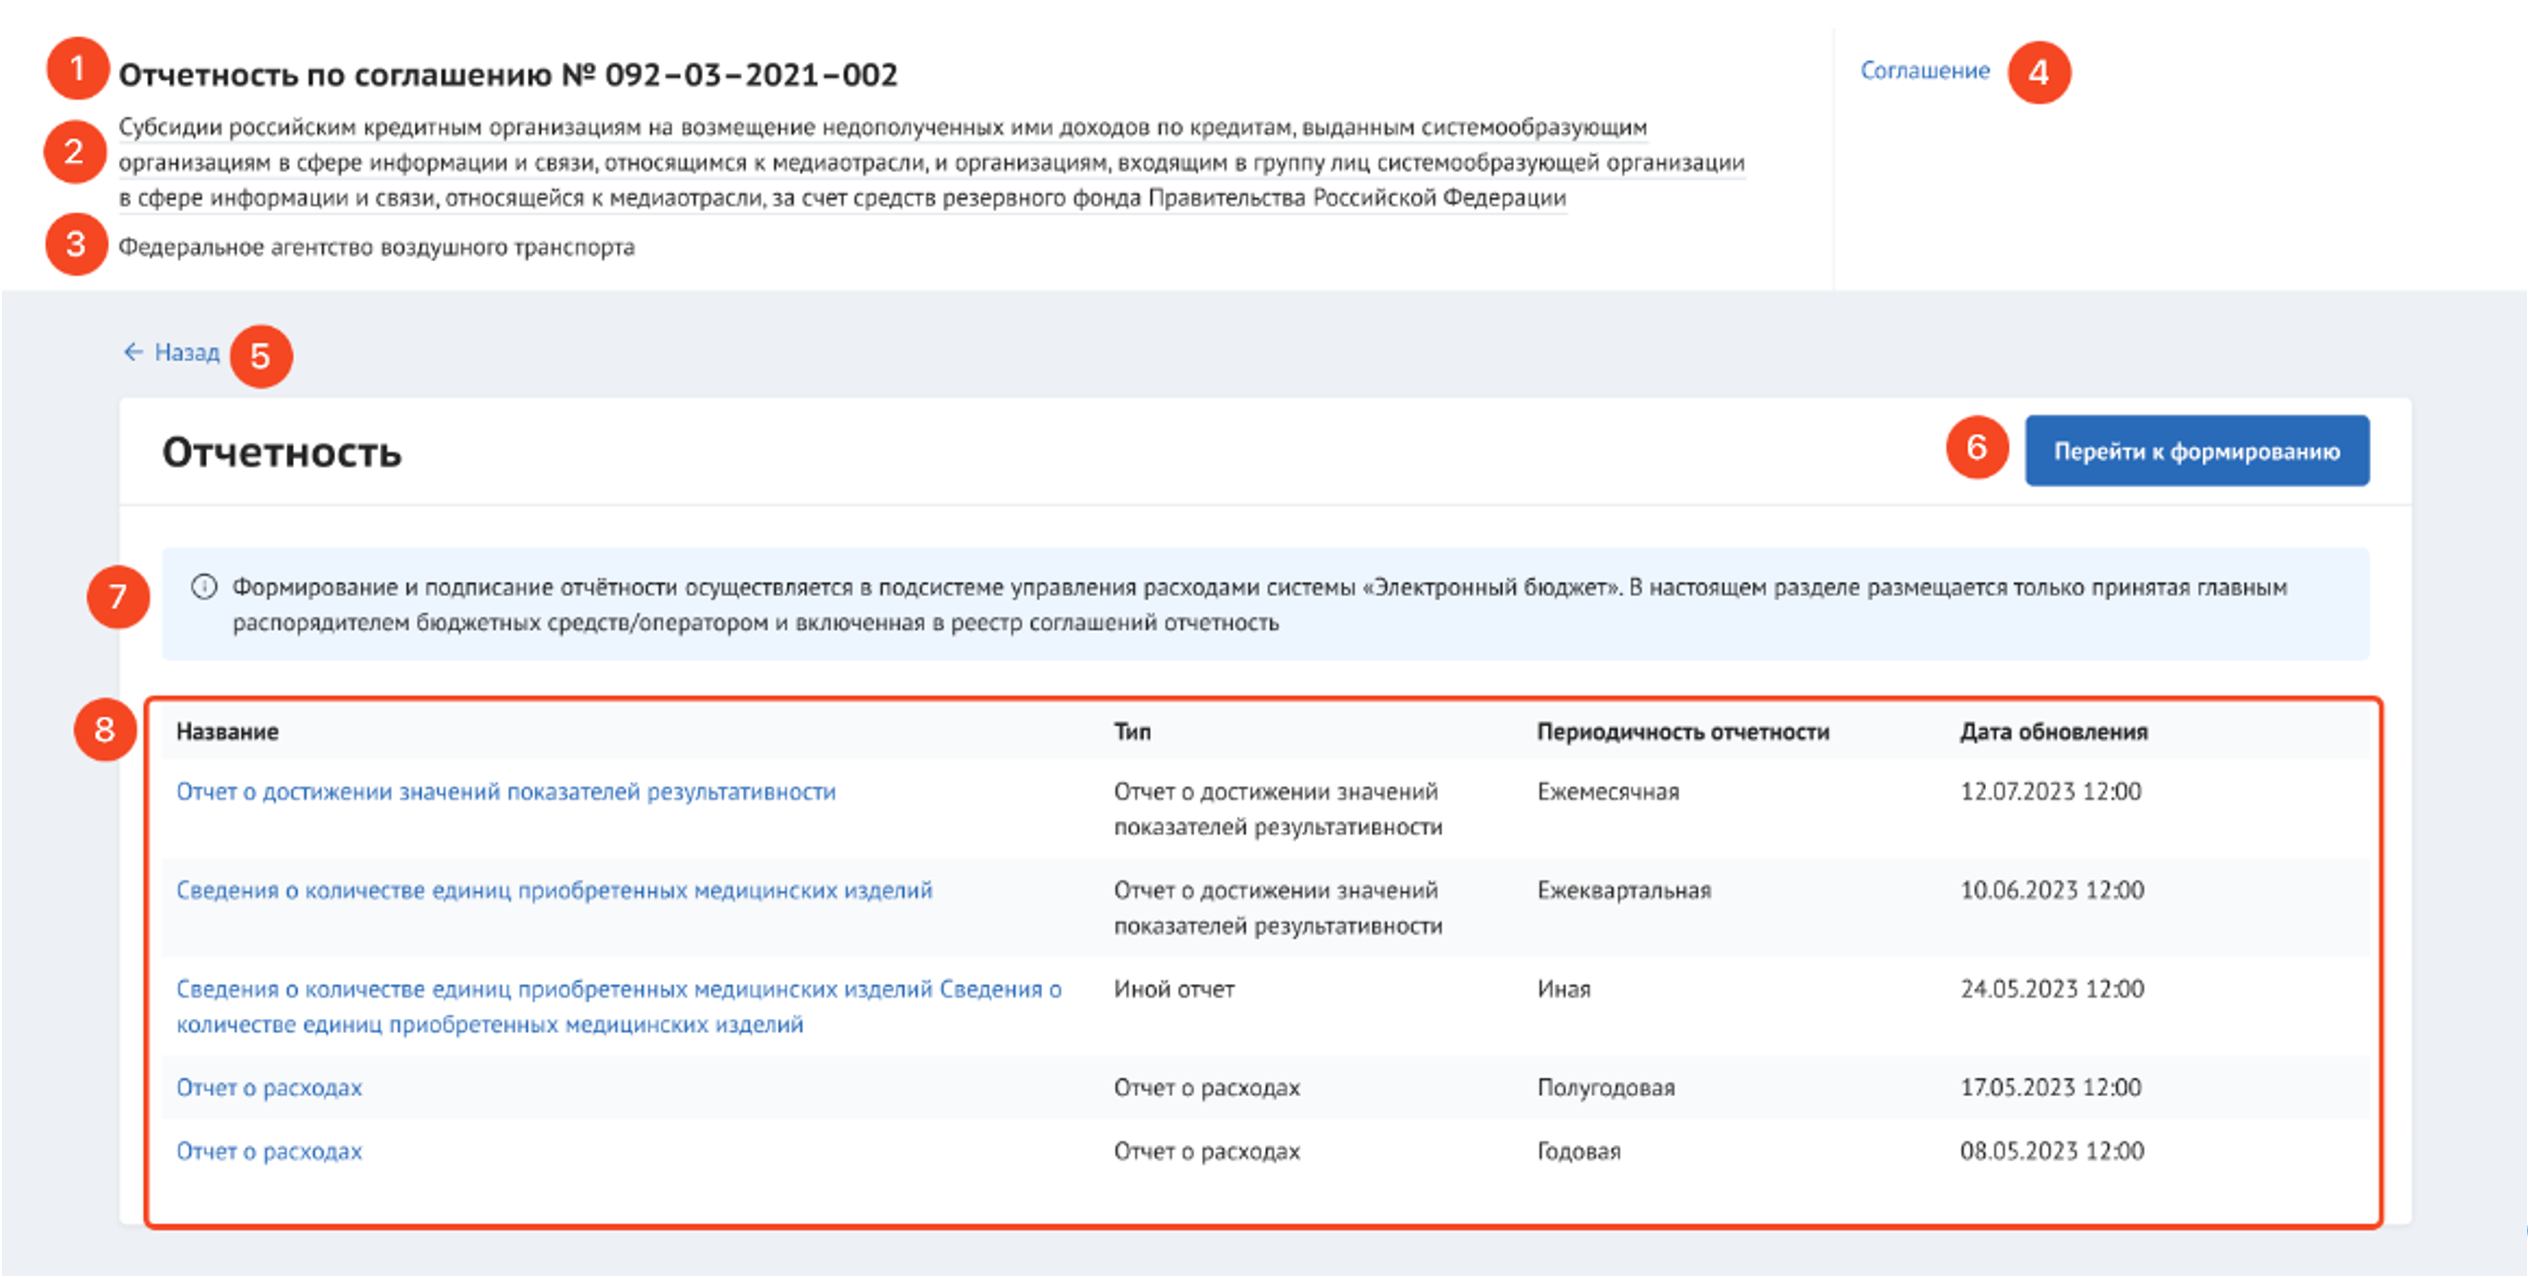 1 Отчетность по соглашению № 092–03–2021–002
Соглашение 4
2 Субсидии российским кредитным организациям на возмещение недополученных ими доходов по кредитам, выданным системообразующим
организациям в сфере информации и связи, относящимся к медиаотрасли, и организациям, входящим в группу лиц системообразующей организации
в сфере информации и связи, относящейся к медиаотрасли, за счет средств резервного фонда Правительства Российской Федерации
3 Федеральное агентство воздушного транспорта
← Назад 5
Отчетность
6 Перейти к формированию
7 Формирование и подписание отчётности осуществляется в подсистеме управления расходами системы «Электронный бюджет». В настоящем разделе размещается только принятая главным
распорядителем бюджетных средств/оператором и включенная в реестр соглашений отчетность
8
Название Тип Периодичность отчетности Дата обновления
Отчет о достижении значений показателей результативности Отчет о достижении значений Ежемесячная 12.07.2023 12:00
показателей результативности
Сведения о количестве единиц приобретенных медицинских изделий Отчет о достижении значений Ежеквартальная 10.06.2023 12:00
показателей результативности
Сведения о количестве единиц приобретенных медицинских изделий Сведения о Иной отчет Иная 24.05.2023 12:00
количестве единиц приобретенных медицинских изделий
Отчет о расходах Отчет о расходах Полугодовая 17.05.2023 12:00
Отчет о расходах Отчет о расходах Годовая 08.05.2023 12:00